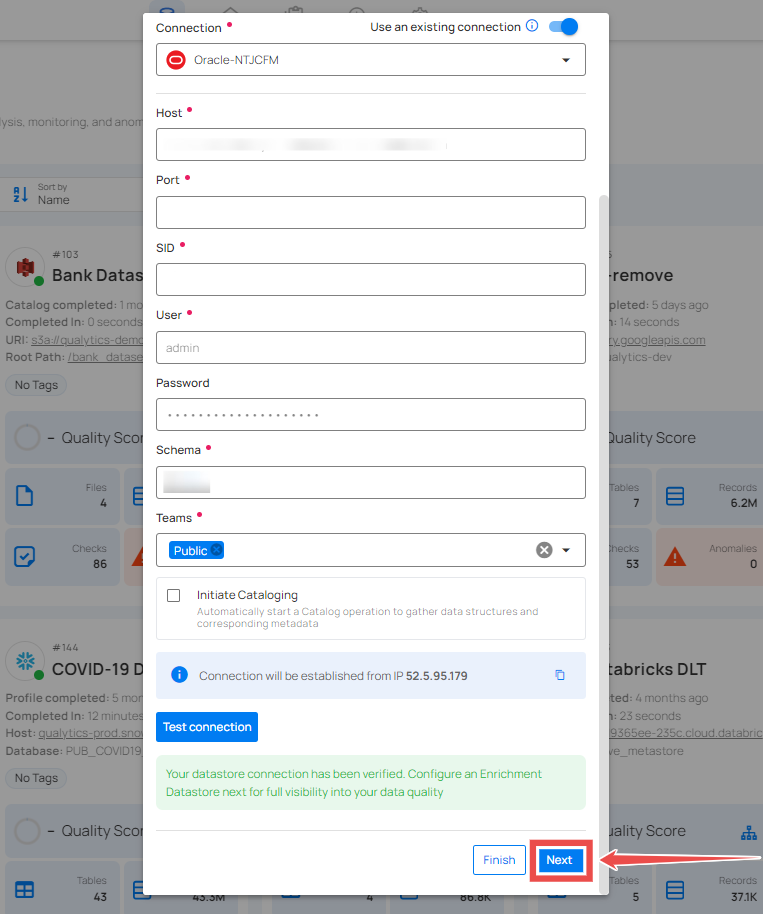 Connection
Use an existing connection
Oracle-NTJCFM
Host
Port
SID
User
admin
Password
Schema
Teams
Public
Initiate Cataloging
Automatically start a Catalog operation to gather data structures and
corresponding metadata
Connection will be established from IP 52.5.95.179
Test connection
Your datastore connection has been verified. Configure an Enrichment
Datastore next for full visibility into your data quality
Finish
Next
lysis, monitoring, and anom
Sort by
Name
#103
Bank Datas
Catalog completed: 1 mo
Completed In: 0 seconds
URI: s3a://qualytics-demo
Root Path: /bank_datase
No Tags
– Quality Scor
Files
4
Checks
86
#144
COVID-19 D
Profile completed: 5 mon
Completed In: 12 minutes
Host: qualytics-prod.snow
Database: PUB_COVID19_
No Tags
– Quality Scor
Tables
43
43.3M
4
86.8K
-remove
pleted: 5 days ago
n: 14 seconds
ry.googleapis.com
ualytics-dev
Quality Score
Tables
7
Records
6.2M
Checks
53
Anomalies
0
tabricks DLT
ted: 4 months ago
n: 23 seconds
9365ee-235c.cloud.databric
ve_metastore
uality Score
Tables
5
Records
37.1K